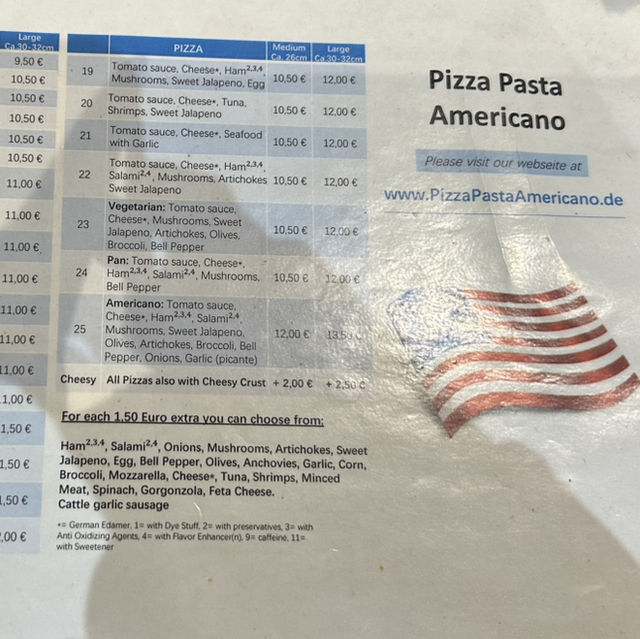 Large
Ca.30-32cm
9,50 €
10,50 €
10,50 €
10,50 €
10,50 €
10,50 €
11,00 €
11,00 €
11,00 €
11,00 €
11,00 €
11,00 €
11,00 €
1,00 €
1,50 €
1,50 €
,50 €
,00 €
PIZZA Medium Large
Ca. 26cm Ca.30-32cm
19 Tomato sauce, Cheese*, Ham2,3,4,
Mushrooms, Sweet Jalapeno, Egg 10,50 € 12,00 €
20 Tomato sauce, Cheese*, Tuna,
Shrimps, Sweet Jalapeno 10,50 € 12,00 €
21 Tomato sauce, Cheese*, Seafood
with Garlic 10,50 € 12,00 €
22 Tomato sauce, Cheese*, Ham2,3,4,
Salami2,4, Mushrooms, Artichokes 10,50 € 12,00 €
Sweet Jalapeno
Vegetarian: Tomato sauce,
23 Cheese*, Mushrooms, Sweet
Jalapeno, Artichokes, Olives, 10,50 € 12,00 €
Broccoli, Bell Pepper
Pan: Tomato sauce, Cheese*,
24 Ham2,3,4, Salami2,4, Mushrooms, 10,50 € 12,00 €
Bell Pepper
Americano: Tomato sauce,
Cheese*, Ham2,3,4, Salami2,4
25 Mushrooms, Sweet Jalapeno, 12,00 € 13,50 €
Olives, Artichokes, Broccoli, Bell
Pepper, Onions, Garlic (picante)
Cheesy All Pizzas also with Cheesy Crust + 2,00 € + 2,50 €
For each 1,50 Euro extra you can choose from:
Ham2,3,4, Salami2,4, Onions, Mushrooms, Artichokes, Sweet
Jalapeno, Egg, Bell Pepper, Olives, Anchovies, Garlic, Corn,
Broccoli, Mozzarella, Cheese*, Tuna, Shrimps, Minced
Meat, Spinach, Gorgonzola, Feta Cheese.
Cattle garlic sausage
*= German Edamer, 1= with Dye Stuff, 2= with preservatives, 3= with
Anti Oxidizing Agents, 4= with Flavor Enhancer(n), 9= caffeine, 11=
with Sweetener
Pizza Pasta
Americano
Please visit our webseite at
www.PizzaPastaAmericano.de